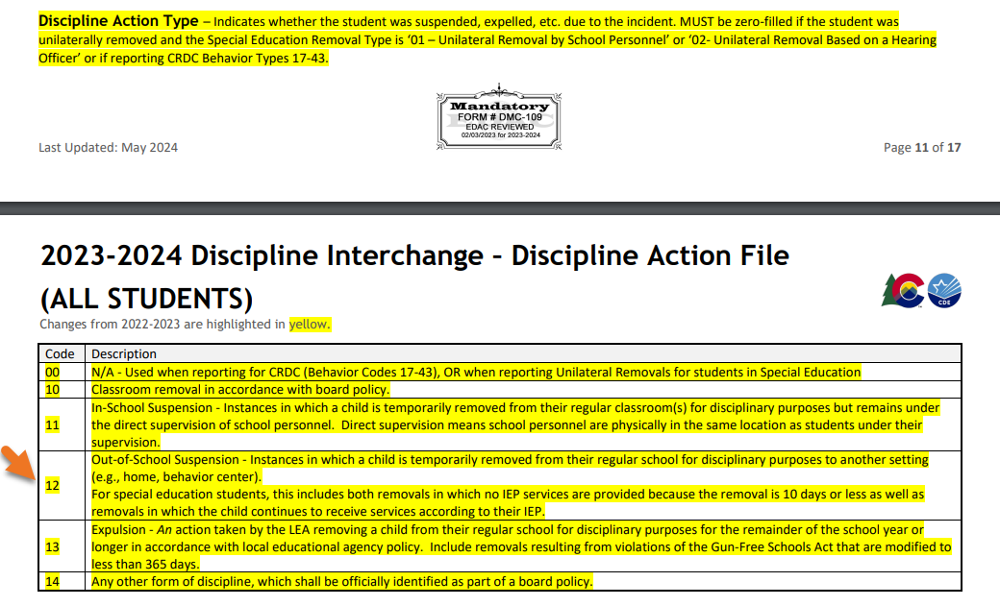 Discipline Action Type – Indicates whether the student was suspended, expelled, etc. due to the incident. MUST be zero-filled if the student was
unilaterally removed and the Special Education Removal Type is ‘01 – Unilateral Removal by School Personnel’ or ‘02- Unilateral Removal Based on a Hearing
Officer’ or if reporting CRDC Behavior Types 17-43.
Mandatory
FORM # DMC-109
EDAC REVIEWED
02/03/2023 for 2023-2024
Last Updated: May 2024
Page 11 of 17
2023-2024 Discipline Interchange – Discipline Action File
(ALL STUDENTS)
Changes from 2022-2023 are highlighted in yellow.
CDE
Code Description
00 N/A - Used when reporting for CRDC (Behavior Codes 17-43), OR when reporting Unilateral Removals for students in Special Education
10 Classroom removal in accordance with board policy.
11 In-School Suspension - Instances in which a child is temporarily removed from their regular classroom(s) for disciplinary purposes but remains under
the direct supervision of school personnel.  Direct supervision means school personnel are physically in the same location as students under their
supervision.
12 Out-of-School Suspension - Instances in which a child is temporarily removed from their regular school for disciplinary purposes to another setting
(e.g., home, behavior center).
For special education students, this includes both removals in which no IEP services are provided because the removal is 10 days or less as well as
removals in which the child continues to receive services according to their IEP.
13 Expulsion - An action taken by the LEA removing a child from their regular school for disciplinary purposes for the remainder of the school year or
longer in accordance with local educational agency policy.  Include removals resulting from violations of the Gun-Free Schools Act that are modified to
less than 365 days.
14 Any other form of discipline, which shall be officially identified as part of a board policy.